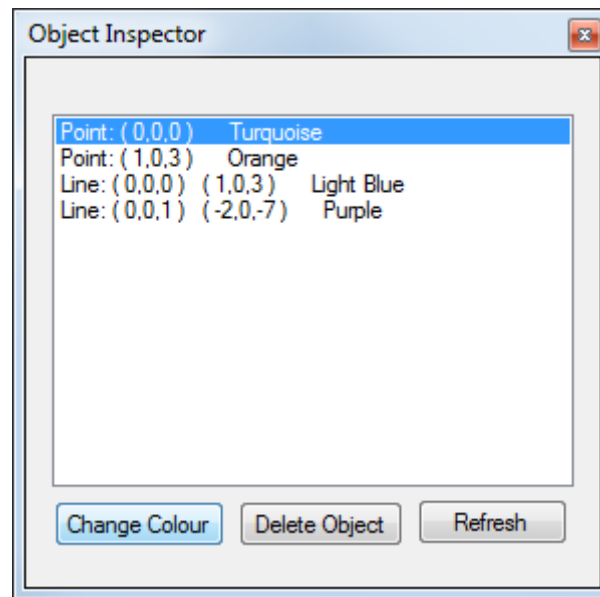 Object Inspector
Point: ( 0,0,0 ) Turquoise
Point: ( 1,0,3 ) Orange
Line: ( 0,0,0 ) ( 1,0,3 ) Light Blue
Line: ( 0,0,1 ) ( -2,0,-7 ) Purple
Change Colour Delete Object Refresh